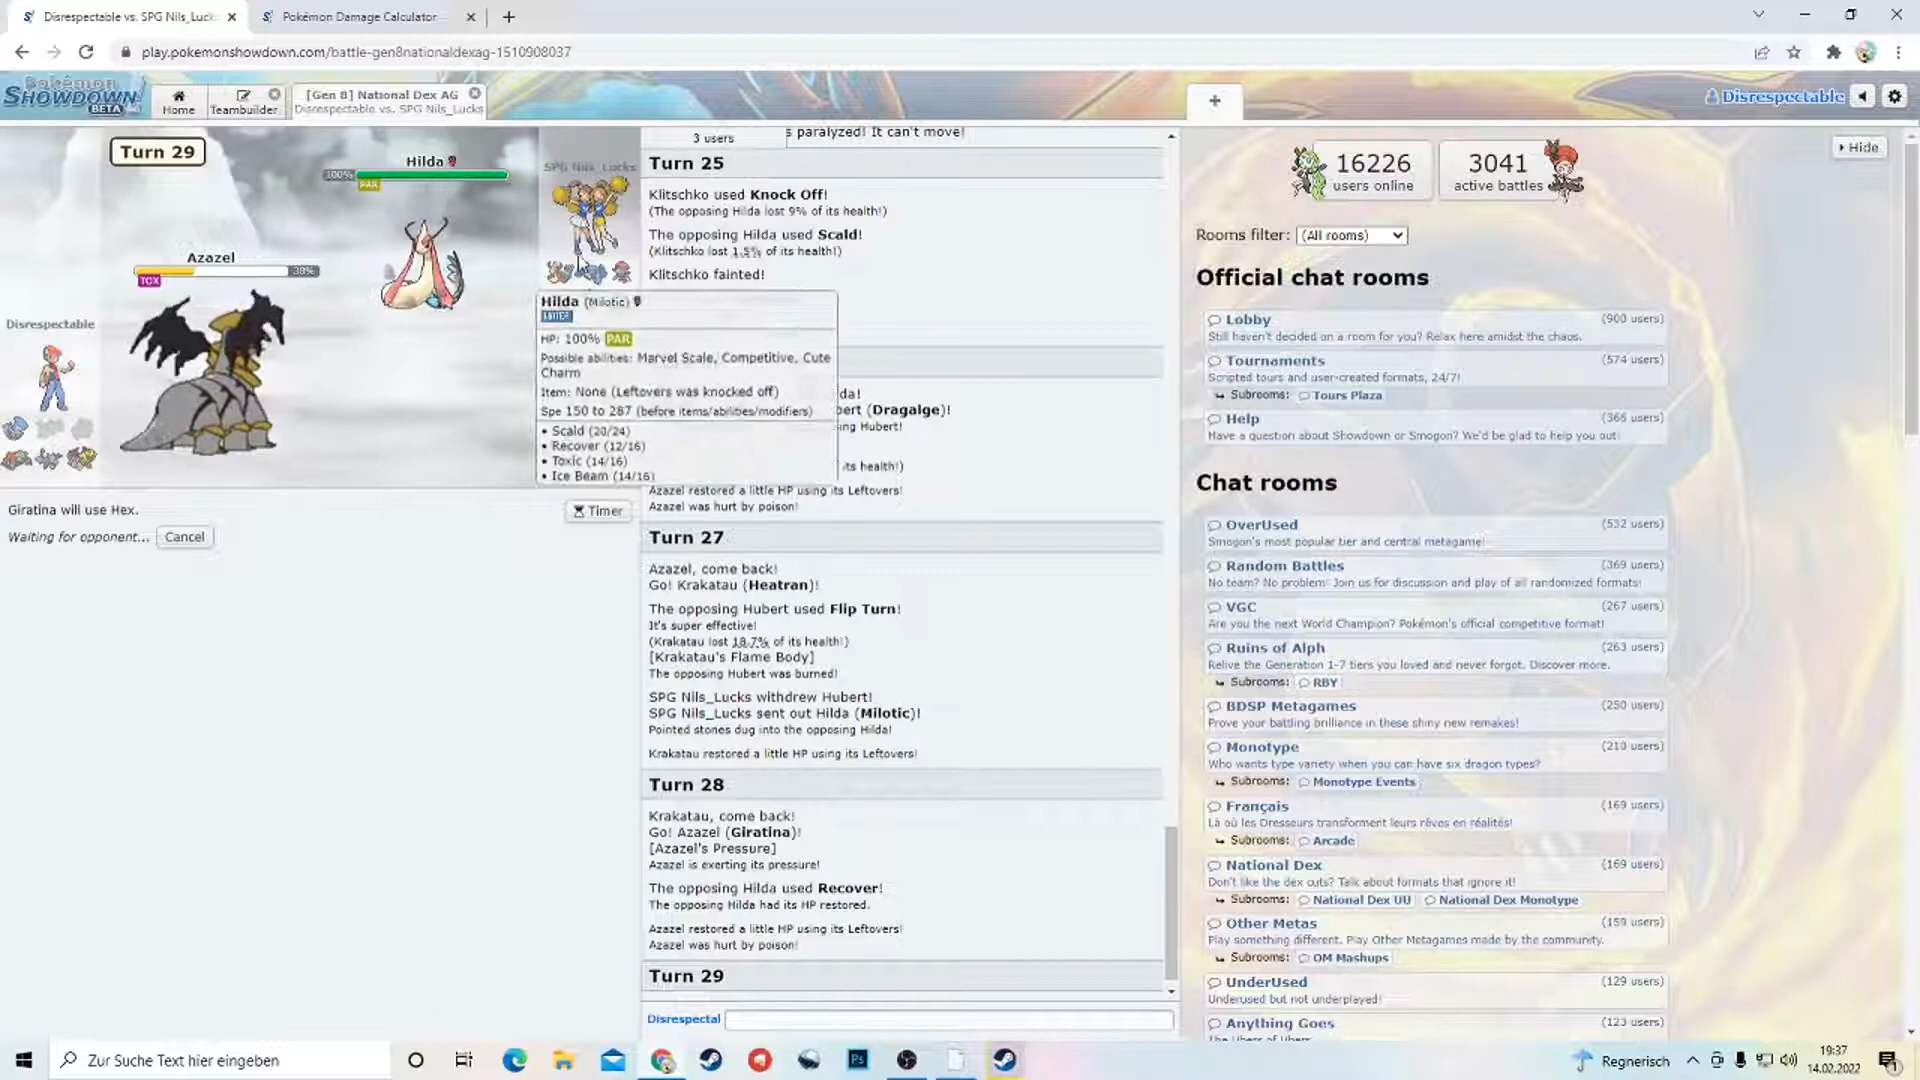 Disrespectable vs. SPG Nils_Luck
Pokémon Damage Calculator
play.pokemonshowdown.com/battle-gen8nationaldexag-1510908037
Pokémon
SHOWDOWN
BETA
Home
Teambuilder
[Gen 8] National Dex AG
Disrespectable vs. SPG Nils_Lucks
+
Disrespectable
Turn 29
Hilda
100%
PAR
SPG Nils_Lucks
Azazel
38%
TOX
Disrespectable
Hilda (Milotic)
WATER
HP: 100% PAR
Possible abilities: Marvel Scale, Competitive, Cute
Charm
Item: None (Leftovers was knocked off)
Spe 150 to 287 (before items/abilities/modifiers)
• Scald (20/24)
• Recover (12/16)
• Toxic (14/16)
• Ice Beam (14/16)
Giratina will use Hex.
Timer
Waiting for opponent... Cancel
3 users
s paralyzed! It can't move!
Turn 25
Klitschko used Knock Off!
(The opposing Hilda lost 9% of its health!)
The opposing Hilda used Scald!
(Klitschko lost 1.5% of its health!)
Klitschko fainted!
da!
ert (Dragalge)!
ing Hubert!
its health!)
Azazel restored a little HP using its Leftovers!
Azazel was hurt by poison!
Turn 27
Azazel, come back!
Go! Krakatau (Heatran)!
The opposing Hubert used Flip Turn!
It's super effective!
(Krakatau lost 18.7% of its health!)
[Krakatau's Flame Body]
The opposing Hubert was burned!
SPG Nils_Lucks withdrew Hubert!
SPG Nils_Lucks sent out Hilda (Milotic)!
Pointed stones dug into the opposing Hilda!
Krakatau restored a little HP using its Leftovers!
Turn 28
Krakatau, come back!
Go! Azazel (Giratina)!
[Azazel's Pressure]
Azazel is exerting its pressure!
The opposing Hilda used Recover!
The opposing Hilda had its HP restored.
Azazel restored a little HP using its Leftovers!
Azazel was hurt by poison!
Turn 29
Disrespectal
16226
users online
3041
active battles
Hide
Rooms filter: (All rooms)
Official chat rooms
Lobby (900 users)
Still haven't decided on a room for you? Relax here amidst the chaos.
Tournaments (574 users)
Scripted tours and user-created formats, 24/7!
Subrooms: Tours Plaza
Help (366 users)
Have a question about Showdown or Smogon? We'd be glad to help you out!
Chat rooms
OverUsed (532 users)
Smogon's most popular tier and central metagame!
Random Battles (369 users)
No team? No problem! Join us for discussion and play of all randomized formats!
VGC (267 users)
Are you the next World Champion? Pokémon's official competitive format!
Ruins of Alph (263 users)
Relive the Generation 1-7 tiers you loved and never forgot. Discover more.
Subrooms: RBY
BDSP Metagames (250 users)
Prove your battling brilliance in these shiny new remakes!
Monotype (210 users)
Who wants type variety when you can have six dragon types?
Subrooms: Monotype Events
Français (169 users)
Là où les Dresseurs transforment leurs rêves en réalités!
Subrooms: Arcade
National Dex (169 users)
Don't like the dex cuts? Talk about formats that ignore it!
Subrooms: National Dex UU National Dex Monotype
Other Metas (159 users)
Play something different. Play Other Metagames made by the community.
Subrooms: OM Mashups
UnderUsed (129 users)
Underused but not underplayed!
Anything Goes (123 users)
The Ubers of Ubers
Zur Suche Text hier eingeben
Ps
Regnerisch
19:37
14.02.2022